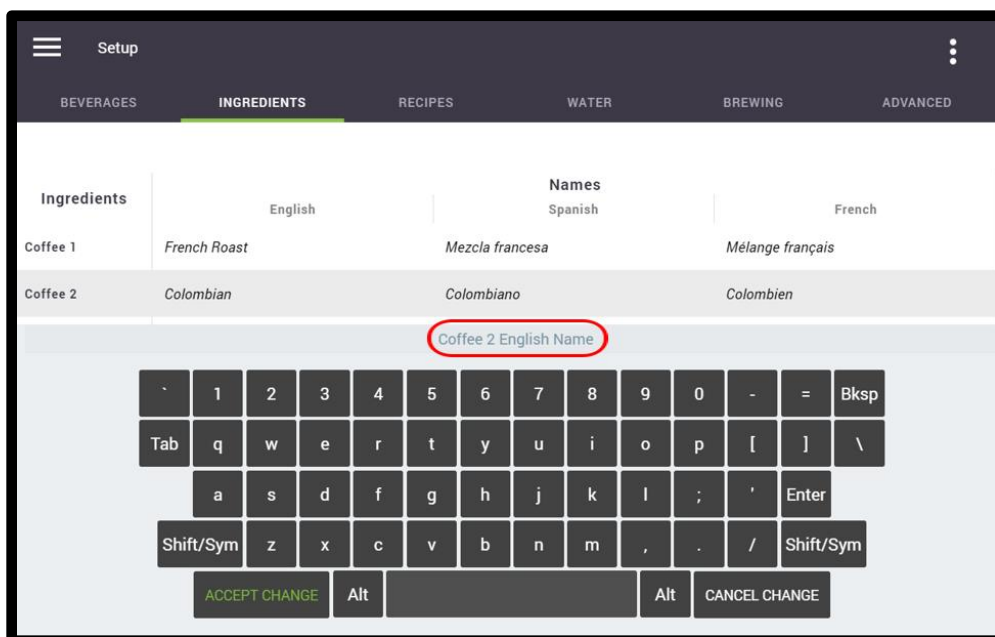 Setup
BEVERAGES INGREDIENTS RECIPES WATER BREWING ADVANCED
Names
Ingredients
English Spanish French
Coffee 1 French Roast Mezcla francesa Mélange français
Coffee 2 Colombian Colombiano Colombien
Coffee 2 English Name
` 1 2 3 4 5 6 7 8 9 0 - = Bksp
Tab q w e r t y u i o p [ ] \
a s d f g h j k l ; ' Enter
Shift/Sym z x c v b n m , . / Shift/Sym
ACCEPT CHANGE Alt Alt CANCEL CHANGE